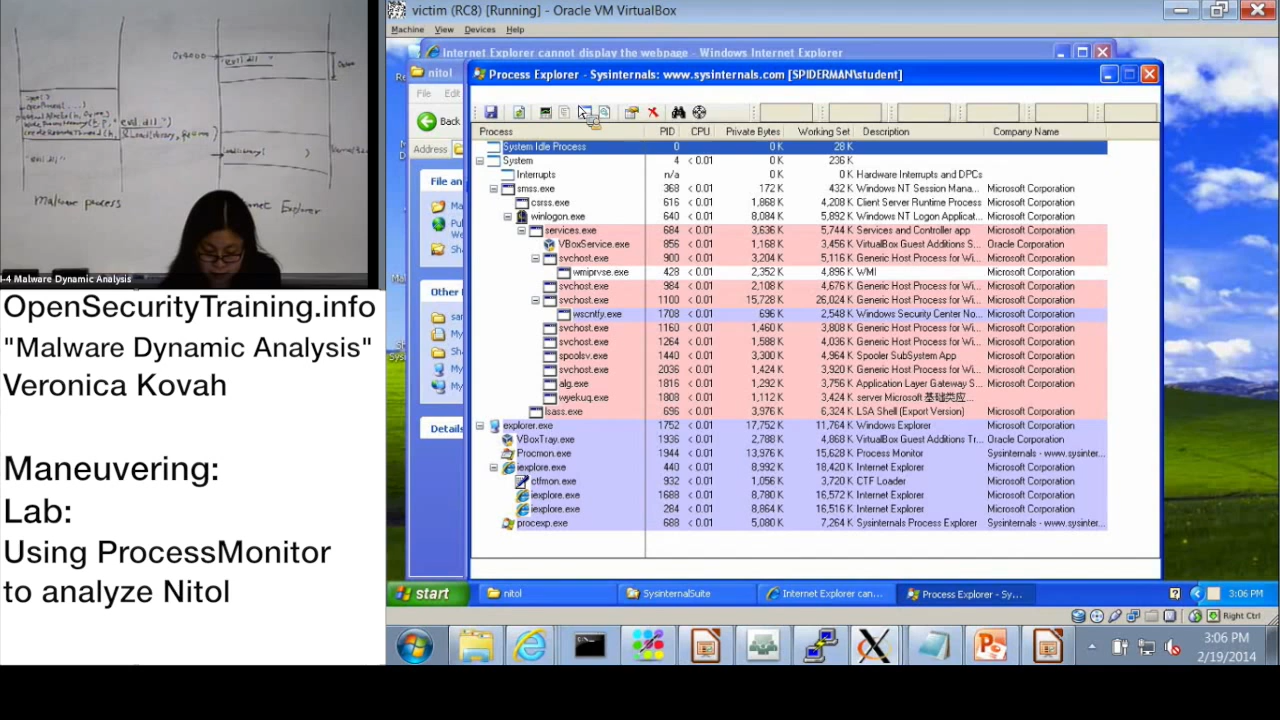 victim (RC8) [Running] - Oracle VM VirtualBox
Machine View Devices Help
Internet Explorer cannot display the webpage - Windows Internet Explorer
nitol
File Edit
Back
Address
File an
Other
Details
Process Explorer - Sysinternals: www.sysinternals.com [SPIDERMAN\student]
Process PID CPU Private Bytes Working Set Description Company Name
System Idle Process 0 0 K 28 K
System 4 < 0.01 0 K 236 K
Interrupts n/a 0 K 0 K Hardware Interrupts and DPCs
smss.exe 368 < 0.01 172 K 432 K Windows NT Session Mana... Microsoft Corporation
csrss.exe 616 < 0.01 1,868 K 4,208 K Client Server Runtime Process Microsoft Corporation
winlogon.exe 640 < 0.01 8,084 K 5,892 K Windows NT Logon Applicat... Microsoft Corporation
services.exe 684 < 0.01 3,636 K 5,744 K Services and Controller app Microsoft Corporation
VBoxService.exe 856 < 0.01 1,168 K 3,456 K VirtualBox Guest Additions S... Oracle Corporation
svchost.exe 900 < 0.01 3,204 K 5,116 K Generic Host Process for Wi... Microsoft Corporation
wmiprvse.exe 428 < 0.01 2,352 K 4,896 K WMI Microsoft Corporation
svchost.exe 984 < 0.01 2,108 K 4,676 K Generic Host Process for Wi... Microsoft Corporation
svchost.exe 1100 < 0.01 15,728 K 26,024 K Generic Host Process for Wi... Microsoft Corporation
wscntfy.exe 1708 < 0.01 696 K 2,548 K Windows Security Center No... Microsoft Corporation
svchost.exe 1160 < 0.01 1,460 K 3,808 K Generic Host Process for Wi... Microsoft Corporation
svchost.exe 1264 < 0.01 1,588 K 4,036 K Generic Host Process for Wi... Microsoft Corporation
spoolsv.exe 1440 < 0.01 3,300 K 4,964 K Spooler SubSystem App Microsoft Corporation
svchost.exe 2036 < 0.01 1,424 K 3,920 K Generic Host Process for Wi... Microsoft Corporation
alg.exe 1816 < 0.01 1,292 K 3,756 K Application Layer Gateway S... Microsoft Corporation
wyekuq.exe 1808 < 0.01 1,112 K 3,424 K server Microsoft 基础类应... Microsoft Corporation
lsass.exe 696 < 0.01 3,976 K 6,324 K LSA Shell (Export Version) Microsoft Corporation
explorer.exe 1752 < 0.01 17,752 K 11,764 K Windows Explorer Microsoft Corporation
VBoxTray.exe 1936 < 0.01 2,788 K 4,868 K VirtualBox Guest Additions Tr... Oracle Corporation
Procmon.exe 1944 < 0.01 13,976 K 15,628 K Process Monitor Sysinternals - www.sysinter...
iexplore.exe 440 < 0.01 8,992 K 18,420 K Internet Explorer Microsoft Corporation
ctfmon.exe 932 < 0.01 1,056 K 3,720 K CTF Loader Microsoft Corporation
iexplore.exe 1688 < 0.01 8,780 K 16,572 K Internet Explorer Microsoft Corporation
iexplore.exe 284 < 0.01 8,864 K 16,516 K Internet Explorer Microsoft Corporation
procexp.exe 688 < 0.01 5,080 K 7,264 K Sysinternals Process Explorer Sysinternals - www.sysinter...
start nitol SysinternalSuite Internet Explorer can... Process Explorer - Sy... 3:06 PM
Right Ctrl
3:06 PM
2/19/2014
"evil.dll"
Malware process
Explorer
-4 Malware Dynamic Analysis
OpenSecurityTraining.info
"Malware Dynamic Analysis"
Veronica Kovah
Maneuvering:
Lab:
Using ProcessMonitor
to analyze Nitol